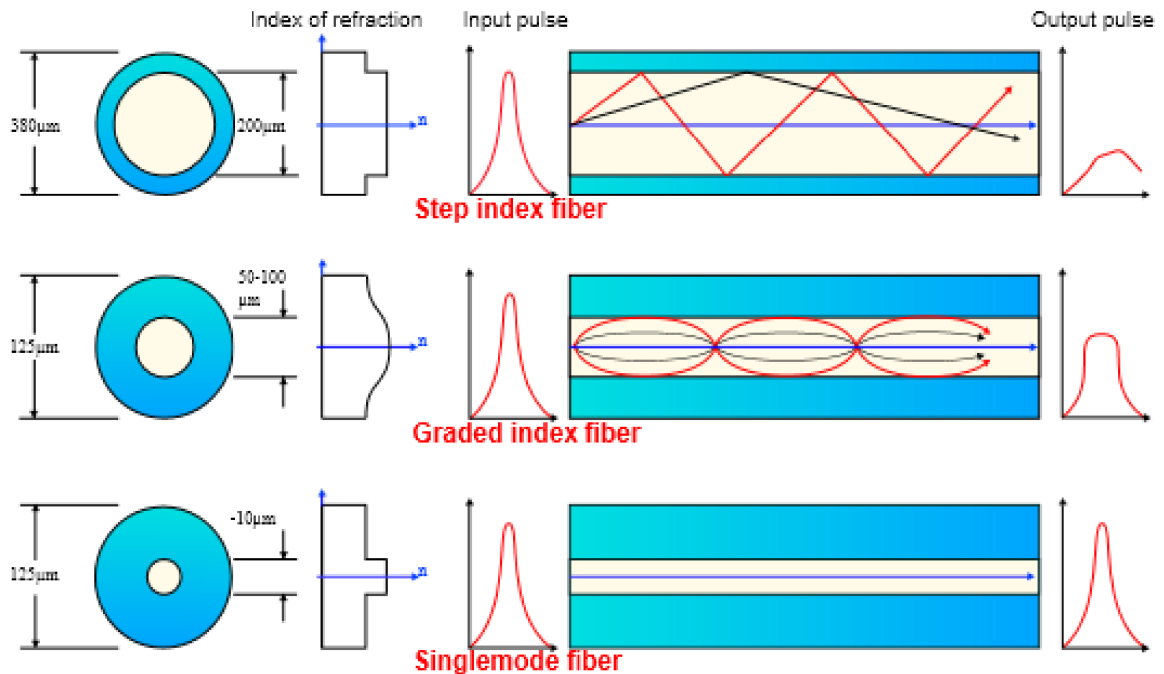 Index of refraction
Input pulse
Output pulse
380μm
200μm
n
Step index fiber
50-100
μm
125μm
n
Graded index fiber
-10μm
125μm
n
Singlemode fiber